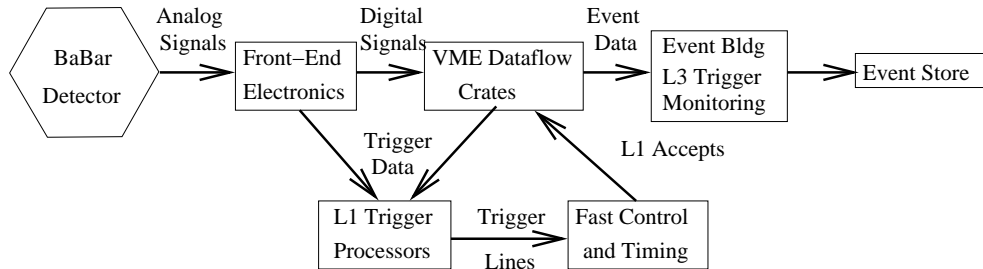 BaBar
Detector
Analog
Signals
Front-End
Electronics
Digital
Signals
VME Dataflow
Crates
Event
Data
Event Bldg
L3 Trigger
Monitoring
Event Store
Trigger
Data
L1 Accepts
L1 Trigger
Processors
Trigger
Lines
Fast Control
and Timing